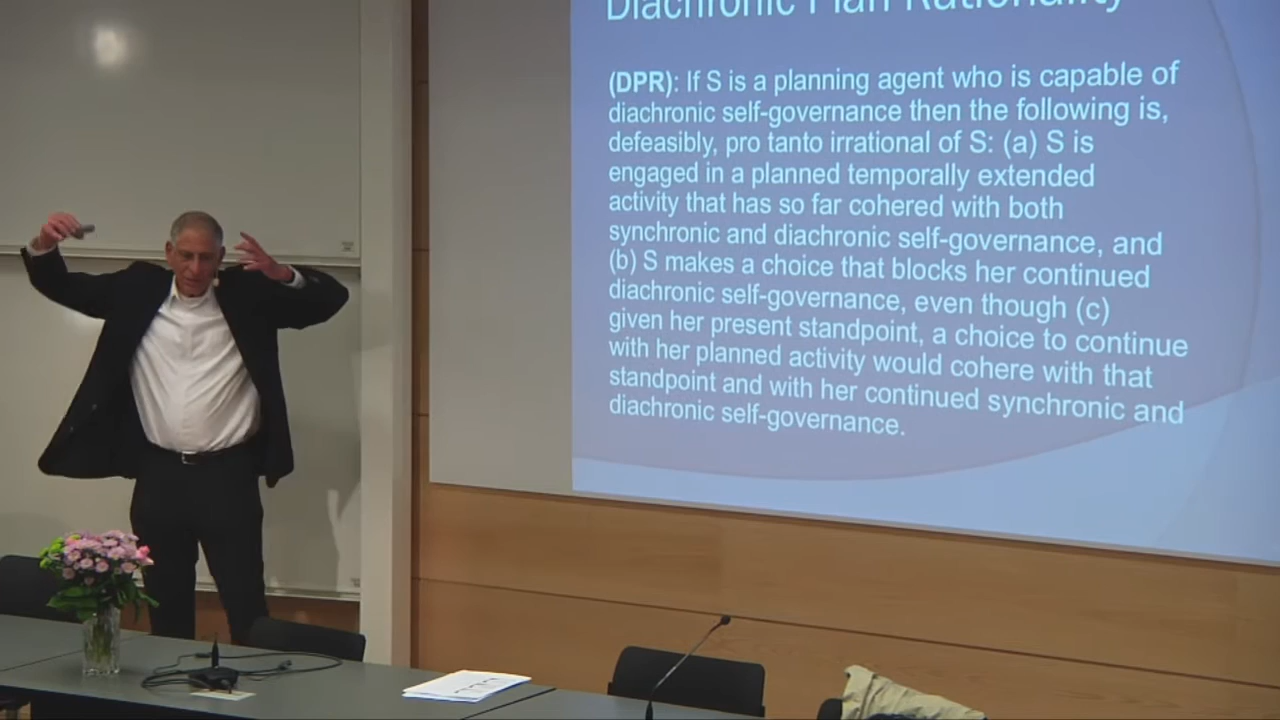 Diachronic Plan Rationality
(DPR): If S is a planning agent who is capable of
diachronic self-governance then the following is,
defeasibly, pro tanto irrational of S: (a) S is
engaged in a planned temporally extended
activity that has so far cohered with both
synchronic and diachronic self-governance, and
(b) S makes a choice that blocks her continued
diachronic self-governance, even though (c)
given her present standpoint, a choice to continue
with her planned activity would cohere with that
standpoint and with her continued synchronic and
diachronic self-governance.